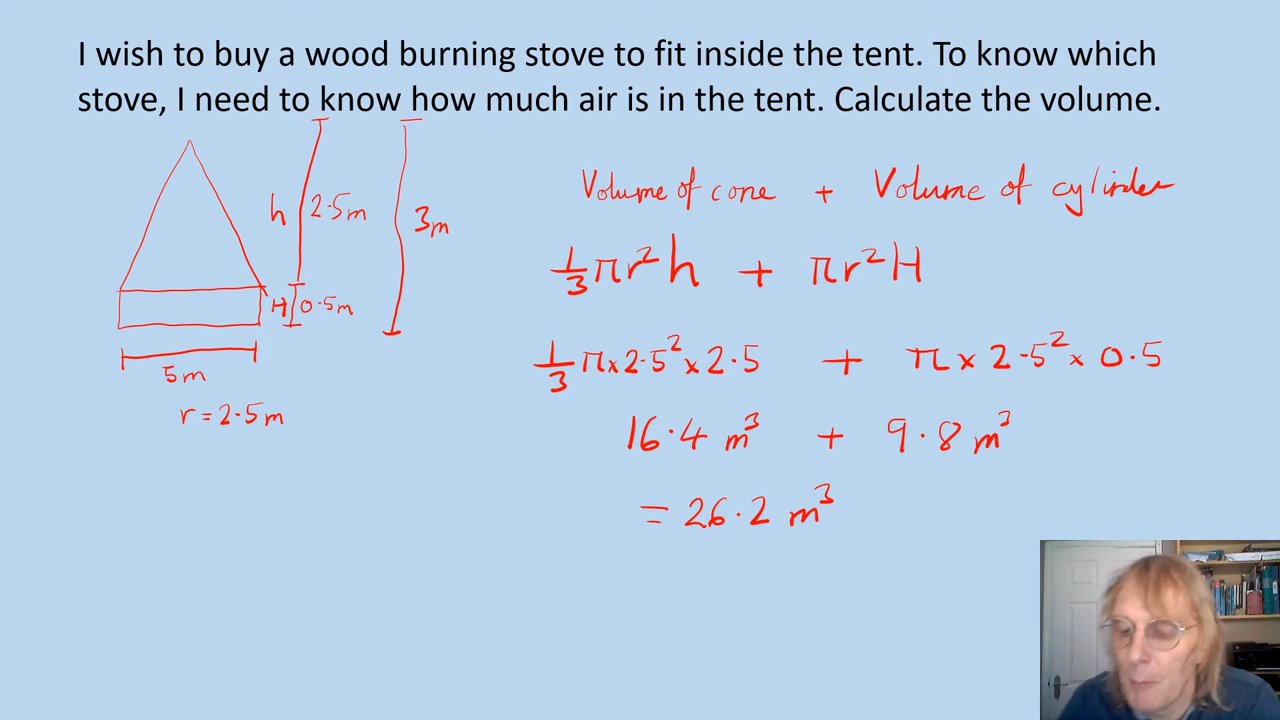 I wish to buy a wood burning stove to fit inside the tent. To know which
stove, I need to know how much air is in the tent. Calculate the volume.
h 2.5m
3m
H 0.5m
5m
r = 2.5m
Volume of cone + Volume of cylinder
1/3 πr²h + πr²H
1/3 π × 2.5² × 2.5 + π × 2.5² × 0.5
16.4 m³ + 9.8 m³
= 26.2 m³